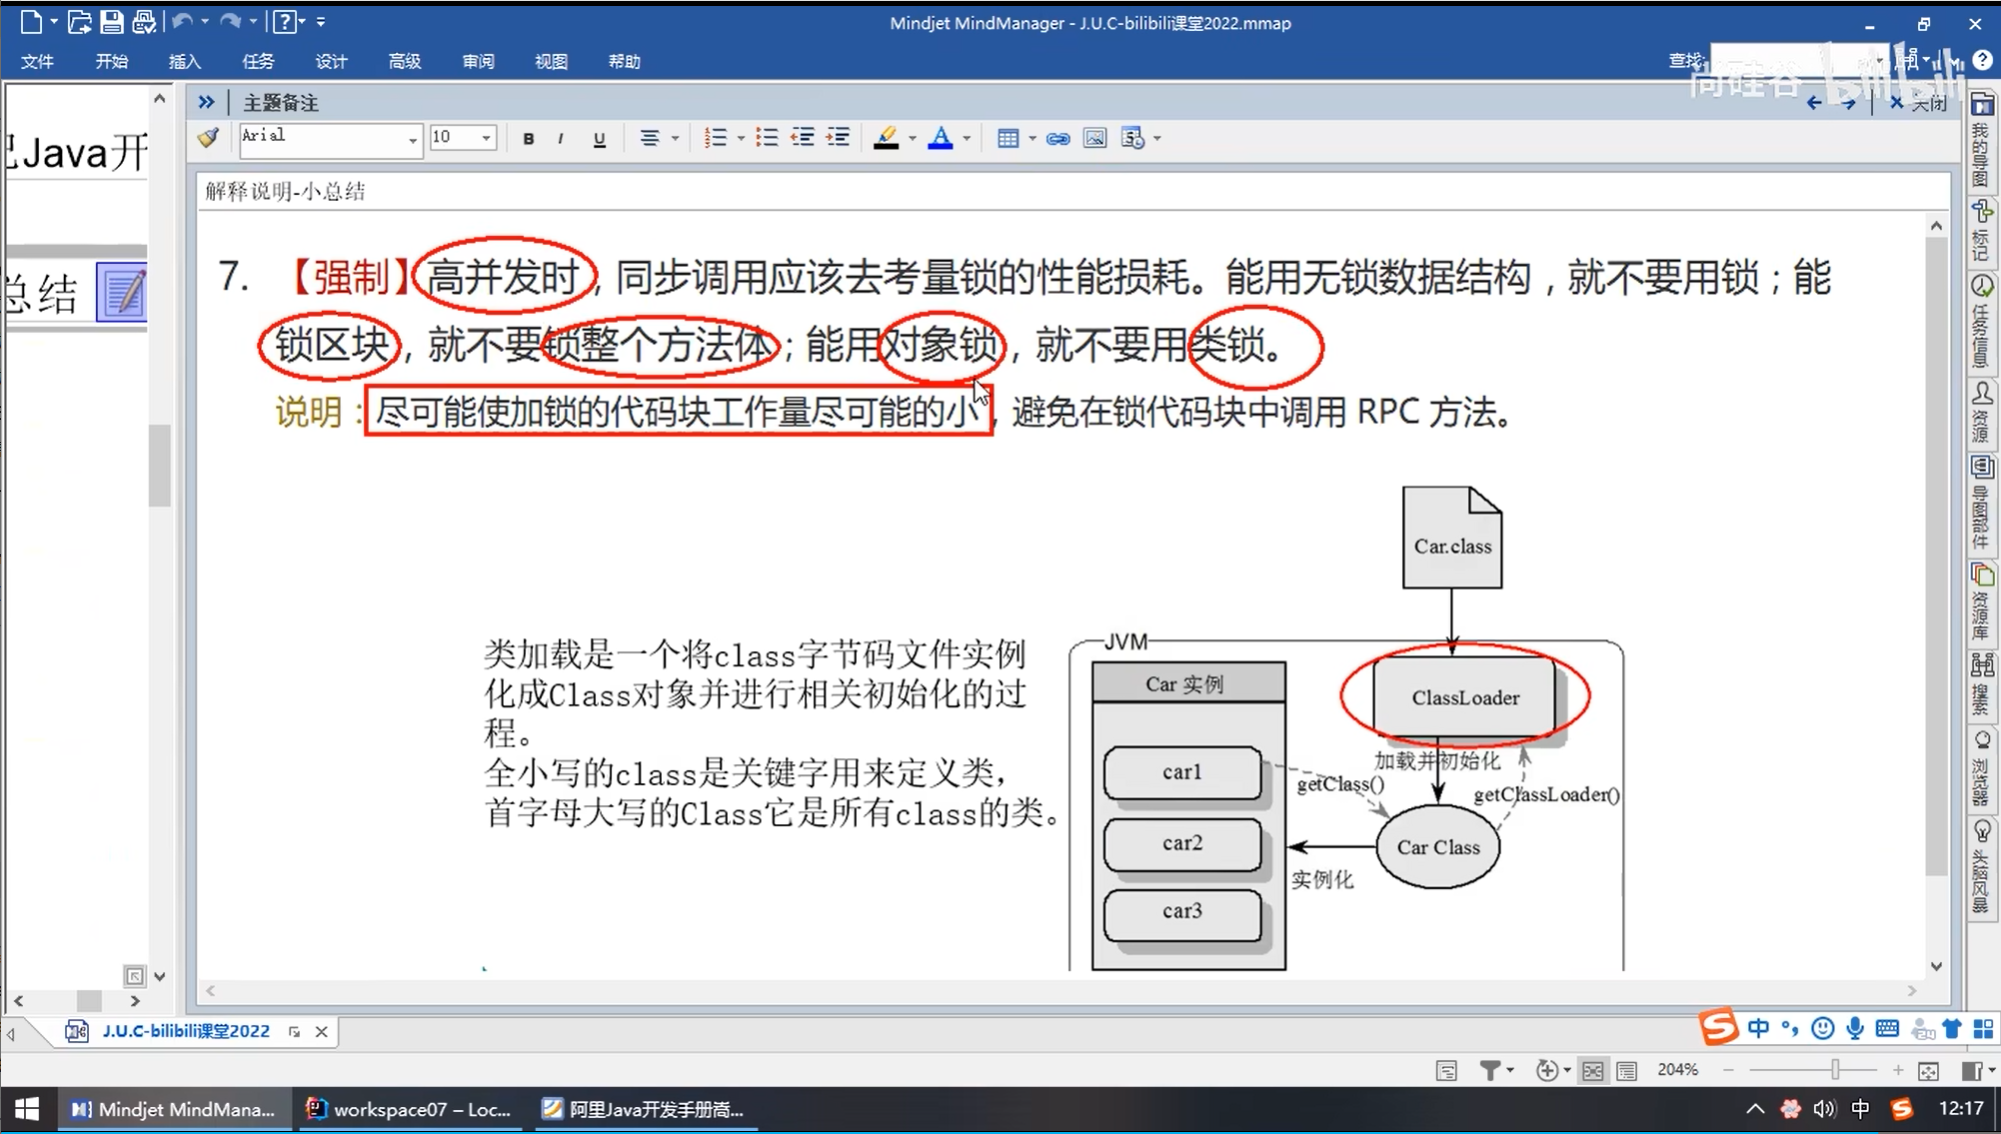 Mindjet MindManager - J.U.C-bilibili课堂2022.mmap
文件 开始 插入 任务 设计 高级 审阅 视图 帮助
查找:
尚硅谷 bilibili
主题备注
关闭
Arial 10 B I U
解释说明-小总结
把Java开
总结
7. 【强制】高并发时，同步调用应该去考量锁的性能损耗。能用无锁数据结构，就不要用锁；能
锁区块，就不要锁整个方法体；能用对象锁，就不要用类锁。
说明：尽可能使加锁的代码块工作量尽可能的小，避免在锁代码块中调用 RPC 方法。
类加载是一个将class字节码文件实例
化成Class对象并进行相关初始化的过
程。
全小写的class是关键字用来定义类，
首字母大写的Class它是所有class的类。
Car.class
JVM
Car 实例
ClassLoader
加载并初始化
car1
getClass()
getClassLoader()
car2
Car Class
实例化
car3
我的导图
标记
任务信息
资源
导图部件
资源库
搜索
浏览器
头脑风暴
J.U.C-bilibili课堂2022
中
204%
Mindjet MindMana...
workspace07 – Loc...
阿里Java开发手册嵩...
中
12:17